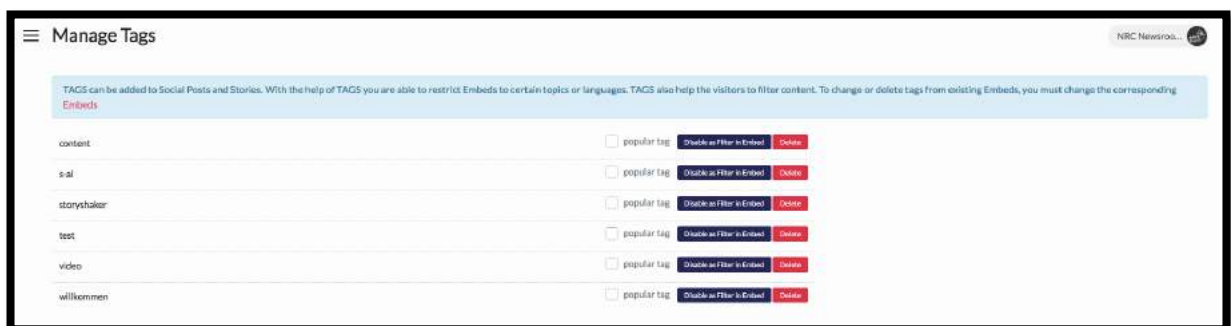 Manage Tags
NRC Newsroo...
TAGS can be added to Social Posts and Stories. With the help of TAGS you are able to restrict Embeds to certain topics or languages. TAGS also help the visitors to filter content. To change or delete tags from existing Embeds, you must change the corresponding
Embeds
content popular tag Disable as Filter in Embed Delete
s-ai popular tag Disable as Filter in Embed Delete
storyshaker popular tag Disable as Filter in Embed Delete
test popular tag Disable as Filter in Embed Delete
video popular tag Disable as Filter in Embed Delete
willkommen popular tag Disable as Filter in Embed Delete